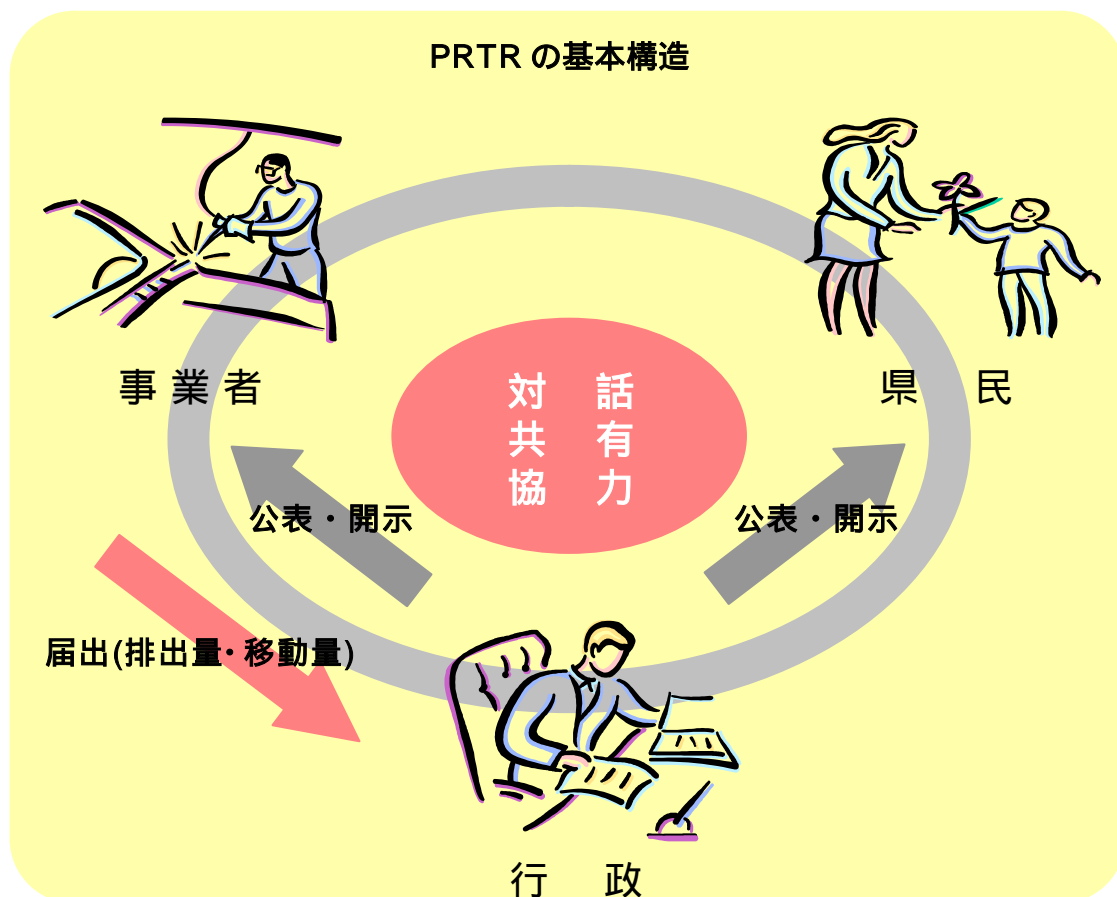 PRTR の基本構造
事業者
県民
対話
共有
協力
公表・開示
公表・開示
届出(排出量・移動量)
行政